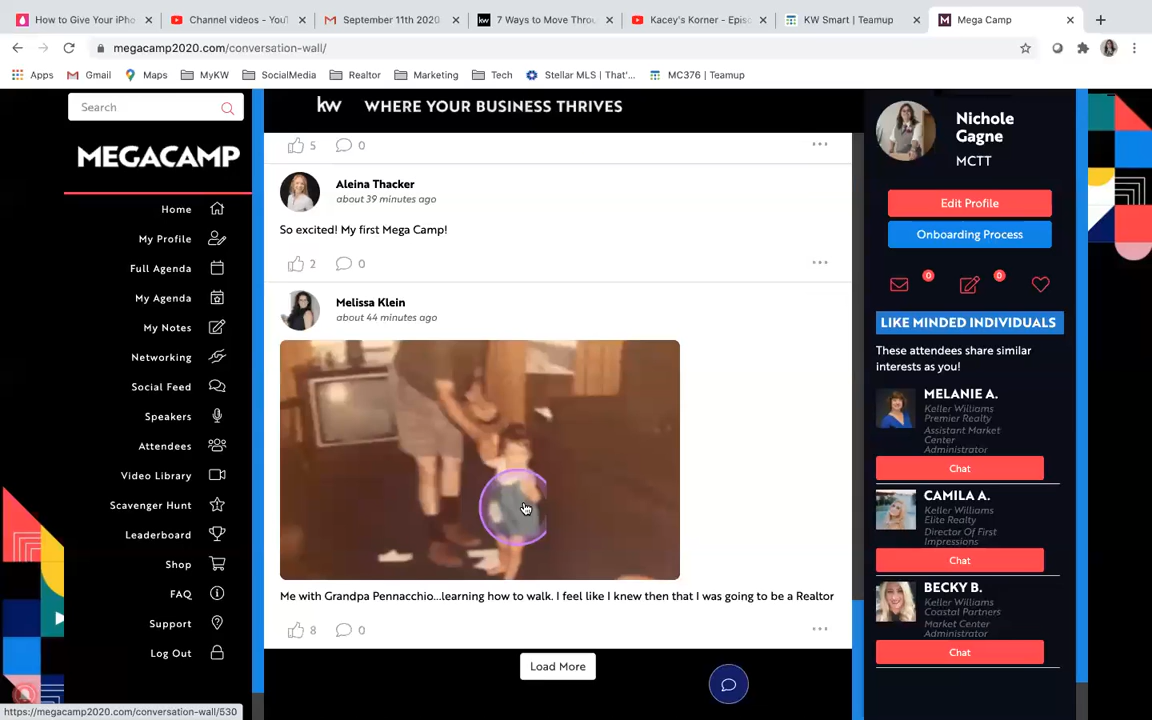 How to Give Your iPho
Channel videos - YouT
September 11th 2020
7 Ways to Move Throu
Kacey's Korner - Epis
KW Smart | Teamup
Mega Camp
megacamp2020.com/conversation-wall/
Apps
Gmail
Maps
MyKW
SocialMedia
Realtor
Marketing
Tech
Stellar MLS | That'...
MC376 | Teamup
Search
MEGACAMP
Home
My Profile
Full Agenda
My Agenda
My Notes
Networking
Social Feed
Speakers
Attendees
Video Library
Scavenger Hunt
Leaderboard
Shop
FAQ
Support
Log Out
https://megacamp2020.com/conversation-wall/530
kw WHERE YOUR BUSINESS THRIVES
5 0
Aleina Thacker
about 39 minutes ago
So excited! My first Mega Camp!
2 0
Melissa Klein
about 44 minutes ago
Me with Grandpa Pennacchio...learning how to walk. I feel like I knew then that I was going to be a Realtor
8 0
Load More
Nichole
Gagne
MCTT
Edit Profile
Onboarding Process
0 0
LIKE MINDED INDIVIDUALS
These attendees share similar
interests as you!
MELANIE A.
Keller Williams
Premier Realty
Assistant Market
Center
Administrator
Chat
CAMILA A.
Keller Williams
Elite Realty
Director Of First
Impressions
Chat
BECKY B.
Keller Williams
Coastal Partners
Market Center
Administrator
Chat